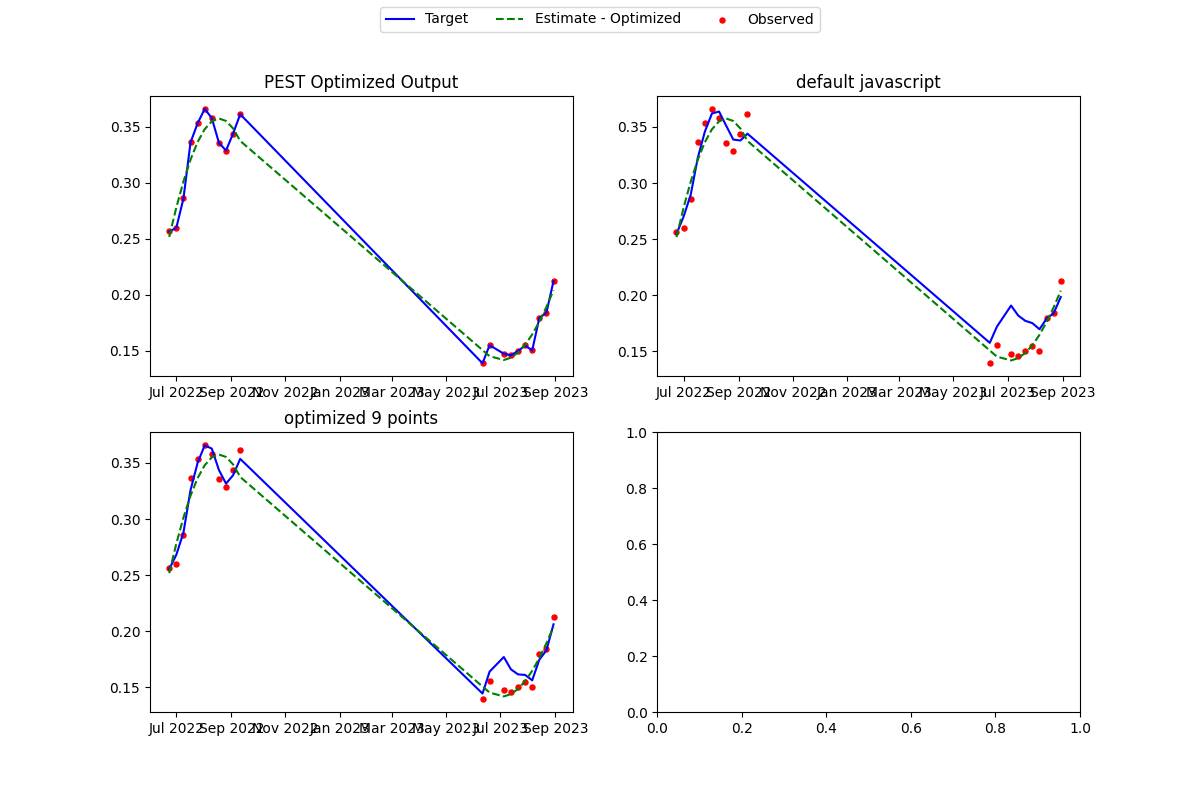 Target Estimate - Optimized Observed
PEST Optimized Output
default javascript
0.35
0.30
0.25
0.20
0.15
Jul 2022 Sep 2022 Nov 2022 Jan 2023 Mar 2023 May 2023 Jul 2023 Sep 2023
0.35
0.30
0.25
0.20
0.15
Jul 2022 Sep 2022 Nov 2022 Jan 2023 Mar 2023 May 2023 Jul 2023 Sep 2023
optimized 9 points
0.35
0.30
0.25
0.20
0.15
Jul 2022 Sep 2022 Nov 2022 Jan 2023 Mar 2023 May 2023 Jul 2023 Sep 2023
1.0
0.8
0.6
0.4
0.2
0.0
0.0 0.2 0.4 0.6 0.8 1.0